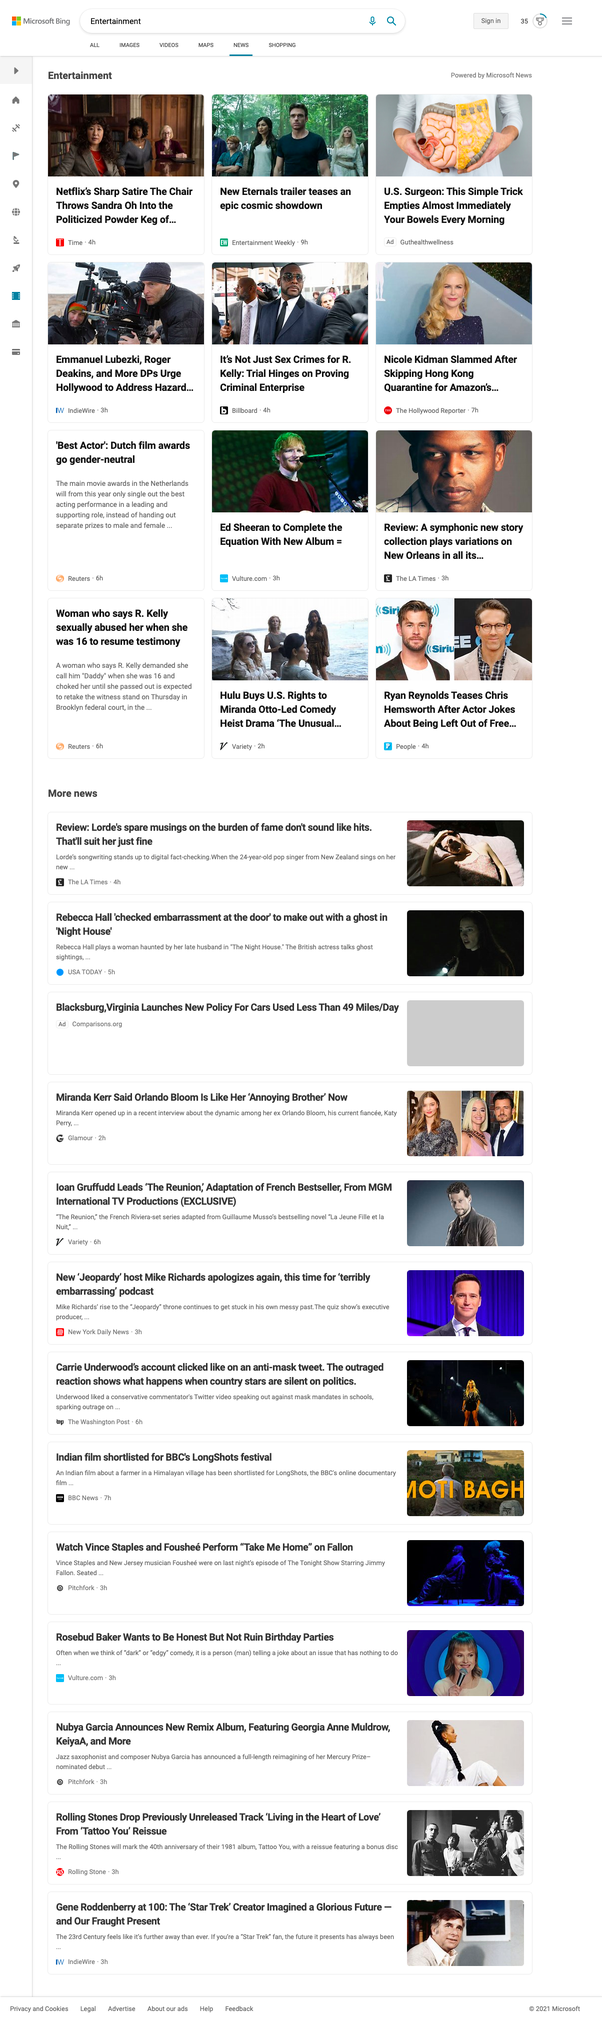 Microsoft Bing
Entertainment
Sign in
35
ALL
IMAGES
VIDEOS
MAPS
NEWS
SHOPPING
Entertainment
Powered by Microsoft News
Netflix's Sharp Satire The Chair
Throws Sandra Oh Into the
Politicized Powder Keg of...
Time · 4h
New Eternals trailer teases an
epic cosmic showdown
Entertainment Weekly · 9h
U.S. Surgeon: This Simple Trick
Empties Almost Immediately
Your Bowels Every Morning
Ad Guthealthwellness
Emmanuel Lubezki, Roger
Deakins, and More DPs Urge
Hollywood to Address Hazard...
IndieWire · 3h
It's Not Just Sex Crimes for R.
Kelly: Trial Hinges on Proving
Criminal Enterprise
Billboard · 4h
Nicole Kidman Slammed After
Skipping Hong Kong
Quarantine for Amazon's...
The Hollywood Reporter · 7h
'Best Actor': Dutch film awards
go gender-neutral
The main movie awards in the Netherlands
will from this year only single out the best
acting performance in a leading and
supporting role, instead of handing out
separate prizes to male and female ...
Reuters · 6h
Ed Sheeran to Complete the
Equation With New Album =
Vulture.com · 3h
Review: A symphonic new story
collection plays variations on
New Orleans in all its...
The LA Times · 3h
Woman who says R. Kelly
sexually abused her when she
was 16 to resume testimony
A woman who says R. Kelly demanded she
call him "Daddy" when she was 16 and
choked her until she passed out is expected
to retake the witness stand on Thursday in
Brooklyn federal court, in the ...
Reuters · 6h
Hulu Buys U.S. Rights to
Miranda Otto-Led Comedy
Heist Drama 'The Unusual...
Variety · 2h
Ryan Reynolds Teases Chris
Hemsworth After Actor Jokes
About Being Left Out of Free...
People · 4h
More news
Review: Lorde's spare musings on the burden of fame don't sound like hits.
That'll suit her just fine
Lorde's songwriting stands up to digital fact-checking.When the 24-year-old pop singer from New Zealand sings on her
new ...
The LA Times · 4h
Rebecca Hall 'checked embarrassment at the door' to make out with a ghost in
'Night House'
Rebecca Hall plays a woman haunted by her late husband in "The Night House." The British actress talks ghost
sightings, ...
USA TODAY · 5h
Blacksburg,Virginia Launches New Policy For Cars Used Less Than 49 Miles/Day
Ad Comparisons.org
Miranda Kerr Said Orlando Bloom Is Like Her 'Annoying Brother' Now
Miranda Kerr opened up in a recent interview about the dynamic among her ex Orlando Bloom, his current fiancée, Katy
Perry, ...
Glamour · 2h
Ioan Gruffudd Leads 'The Reunion,' Adaptation of French Bestseller, From MGM
International TV Productions (EXCLUSIVE)
"The Reunion," the French Riviera-set series adapted from Guillaume Musso's bestselling novel "La Jeune Fille et la
Nuit," ...
Variety · 6h
New 'Jeopardy' host Mike Richards apologizes again, this time for 'terribly
embarrassing' podcast
Mike Richards' rise to the "Jeopardy" throne continues to get stuck in his own messy past.The quiz show's executive
producer, ...
New York Daily News · 3h
Carrie Underwood's account clicked like on an anti-mask tweet. The outraged
reaction shows what happens when country stars are silent on politics.
Underwood liked a conservative commentator's Twitter video speaking out against mask mandates in schools,
sparking outrage on ...
The Washington Post · 6h
Indian film shortlisted for BBC's LongShots festival
An Indian film about a farmer in a Himalayan village has been shortlisted for LongShots, the BBC's online documentary
film ...
BBC News · 7h
MOTI BAGH
Watch Vince Staples and Fousheé Perform "Take Me Home" on Fallon
Vince Staples and New Jersey musician Fousheé were on last night's episode of The Tonight Show Starring Jimmy
Fallon. Seated ...
Pitchfork · 3h
Rosebud Baker Wants to Be Honest But Not Ruin Birthday Parties
Often when we think of "dark" or "edgy" comedy, it is a person (man) telling a joke about an issue that has nothing to do
...
Vulture.com · 3h
Nubya Garcia Announces New Remix Album, Featuring Georgia Anne Muldrow,
KeiyaA, and More
Jazz saxophonist and composer Nubya Garcia has announced a full-length reimagining of her Mercury Prize–
nominated debut ...
Pitchfork · 3h
Rolling Stones Drop Previously Unreleased Track 'Living in the Heart of Love'
From 'Tattoo You' Reissue
The Rolling Stones will mark the 40th anniversary of their 1981 album, Tattoo You, with a reissue featuring a bonus disc
...
Rolling Stone · 3h
Gene Roddenberry at 100: The 'Star Trek' Creator Imagined a Glorious Future —
and Our Fraught Present
The 23rd Century feels like it's further away than ever. If you're a "Star Trek" fan, the future it presents has always been
...
IndieWire · 3h
Privacy and Cookies
Legal
Advertise
About our ads
Help
Feedback
© 2021 Microsoft